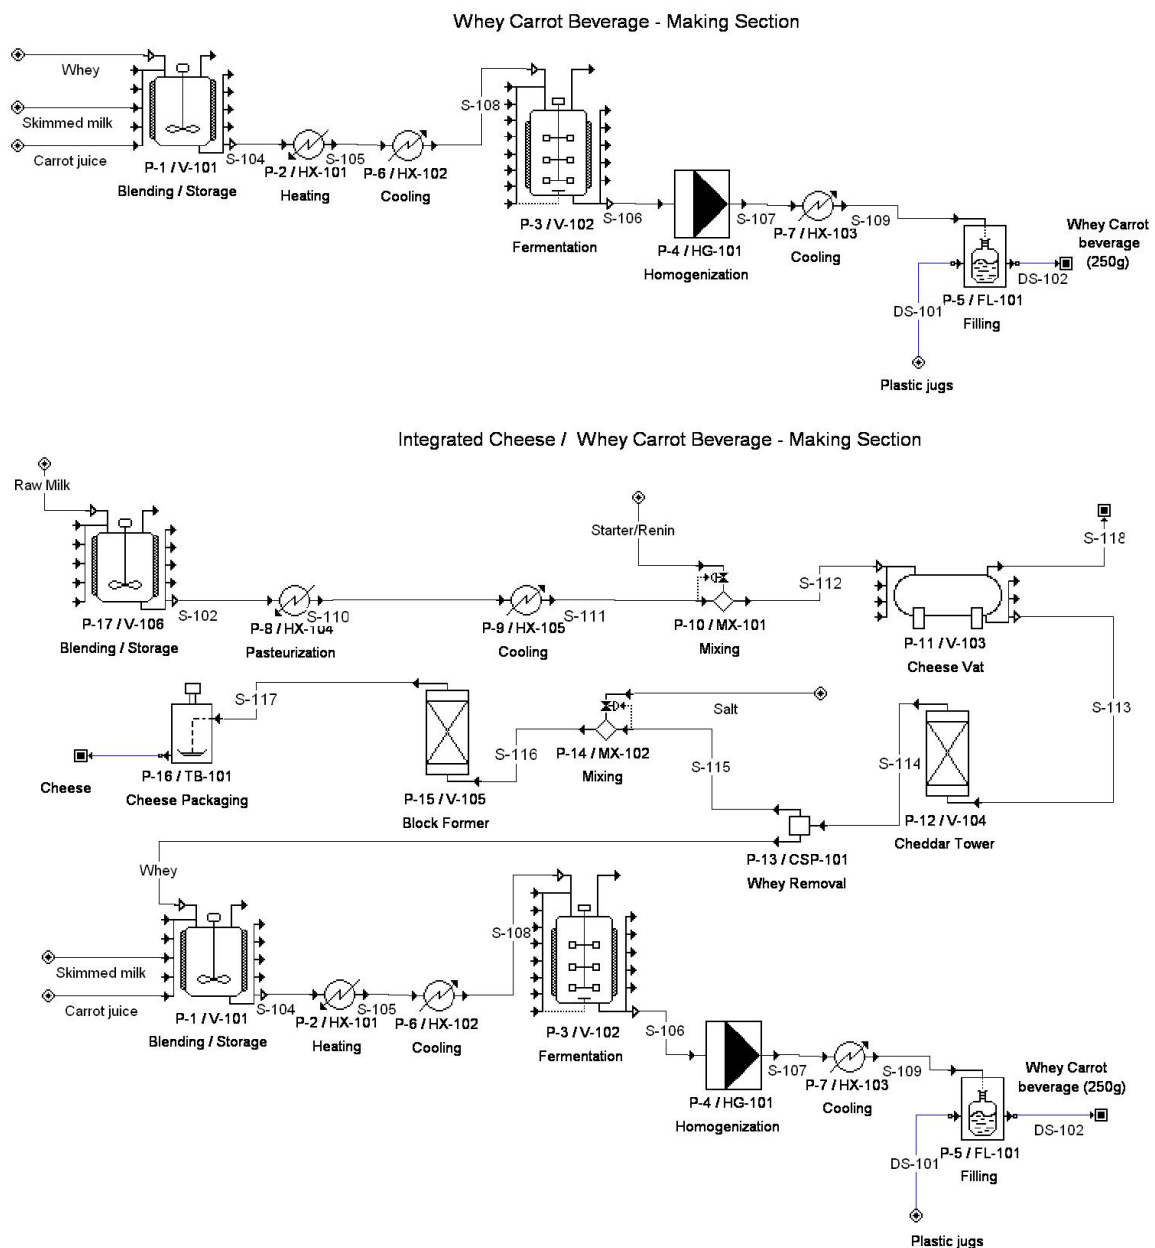 Whey Carrot Beverage - Making Section
Whey
Skimmed milk
Carrot juice
P-1 / V-101
Blending / Storage
S-104
P-2 / HX-101
Heating
S-105
P-6 / HX-102
Cooling
S-108
P-3 / V-102
Fermentation
S-106
P-4 / HG-101
Homogenization
S-107
P-7 / HX-103
Cooling
S-109
Whey Carrot
beverage
(250g)
DS-102
P-5 / FL-101
Filling
DS-101
Plastic jugs
Integrated Cheese / Whey Carrot Beverage - Making Section
Raw Milk
P-17 / V-106
Blending / Storage
S-102
P-8 / HX-104
Pasteurization
S-110
P-9 / HX-105
Cooling
S-111
Starter/Renin
P-10 / MX-101
Mixing
S-112
P-11 / V-103
Cheese Vat
S-118
S-113
P-12 / V-104
Cheddar Tower
S-114
P-13 / CSP-101
Whey Removal
S-115
Salt
P-14 / MX-102
Mixing
S-116
P-15 / V-105
Block Former
S-117
P-16 / TB-101
Cheese Packaging
Cheese
Whey
Skimmed milk
Carrot juice
P-1 / V-101
Blending / Storage
S-104
P-2 / HX-101
Heating
S-105
P-6 / HX-102
Cooling
S-108
P-3 / V-102
Fermentation
S-106
P-4 / HG-101
Homogenization
S-107
P-7 / HX-103
Cooling
S-109
Whey Carrot
beverage (250g)
DS-102
P-5 / FL-101
Filling
DS-101
Plastic jugs